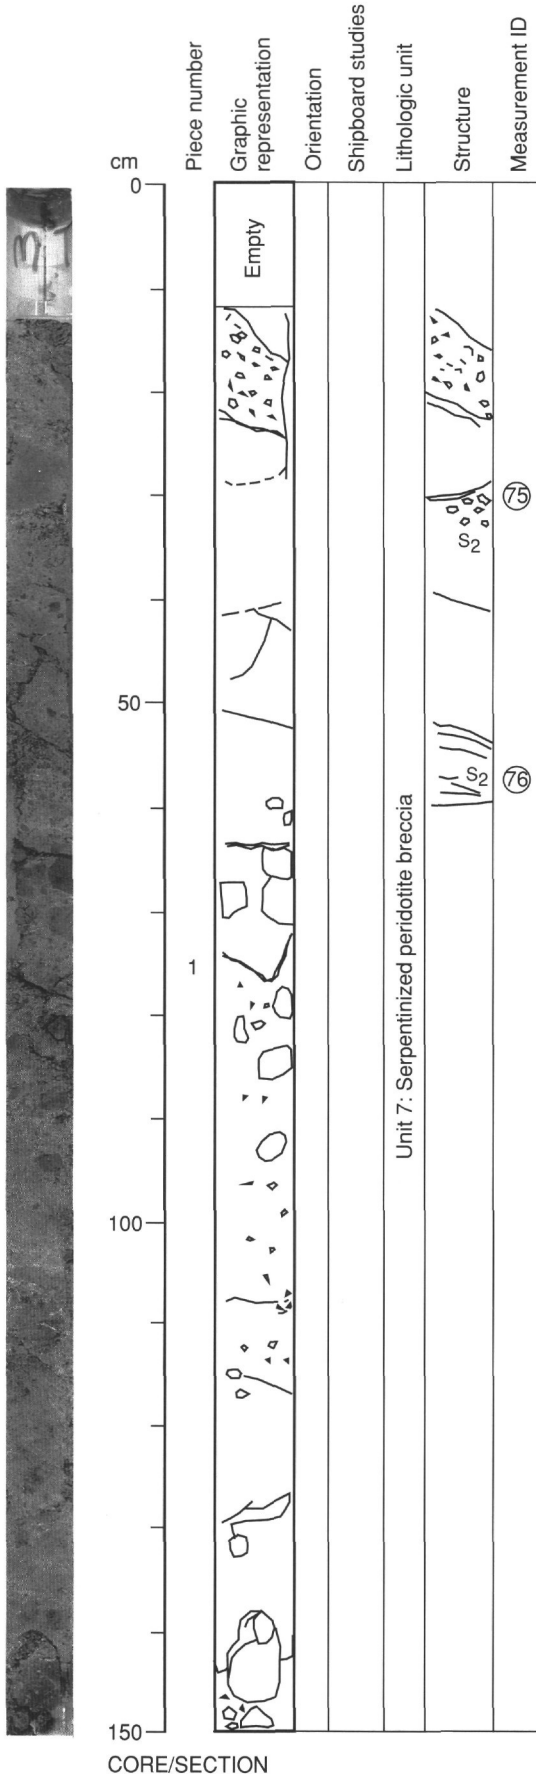 cm
Piece number
Graphic
representation
Orientation
Shipboard studies
Lithologic unit
Structure
Measurement ID
0
Empty
75
S2
50
S2
76
1
Unit 7: Serpentinized peridotite breccia
100
150
CORE/SECTION